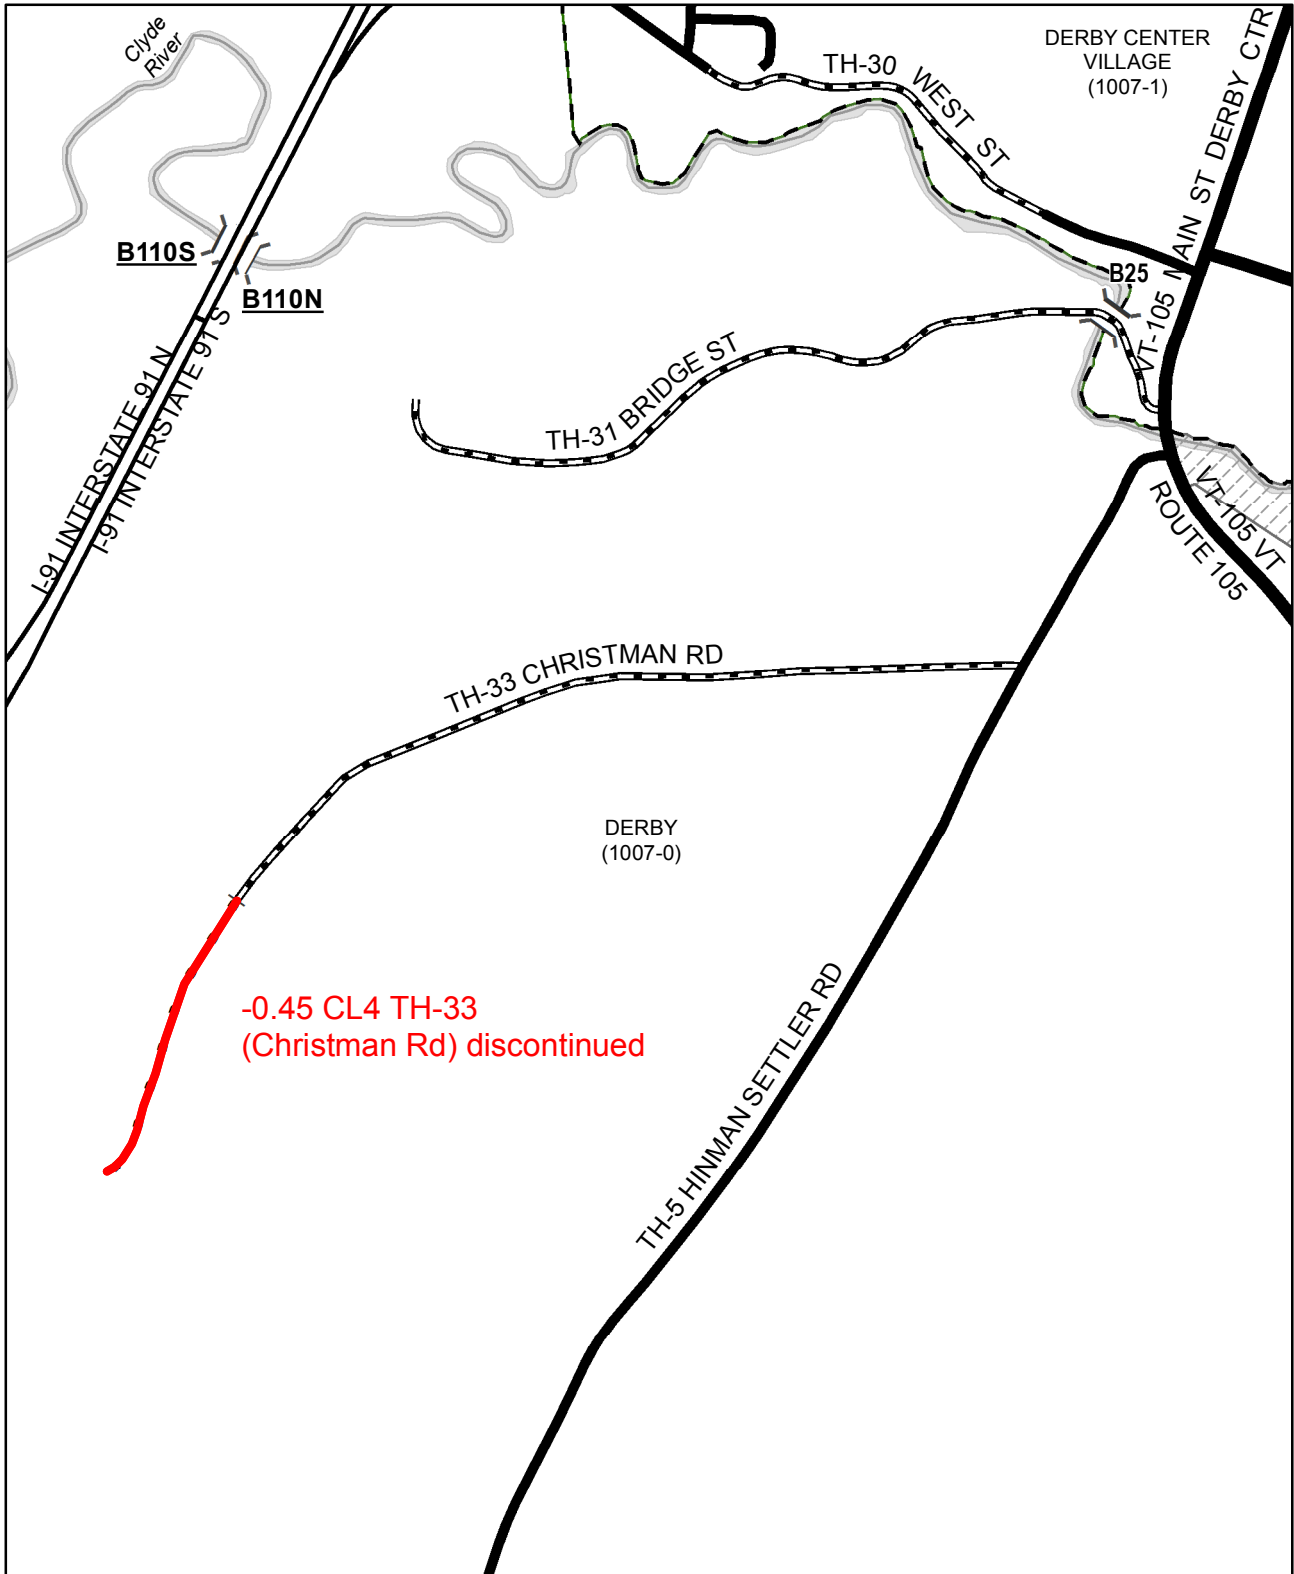 Clyde
River
TH-30
WEST ST
DERBY CENTER
VILLAGE
(1007-1)
VT-105 MAIN ST DERBY CTR
B110S
B110N
B25
I-91 INTERSTATE 91 N
I-91 INTERSTATE 91 S
TH-31 BRIDGE ST
VT-105 VT
ROUTE 105
TH-33 CHRISTMAN RD
DERBY
(1007-0)
-0.45 CL4 TH-33
(Christman Rd) discontinued
TH-5 HINMAN SETTLER RD